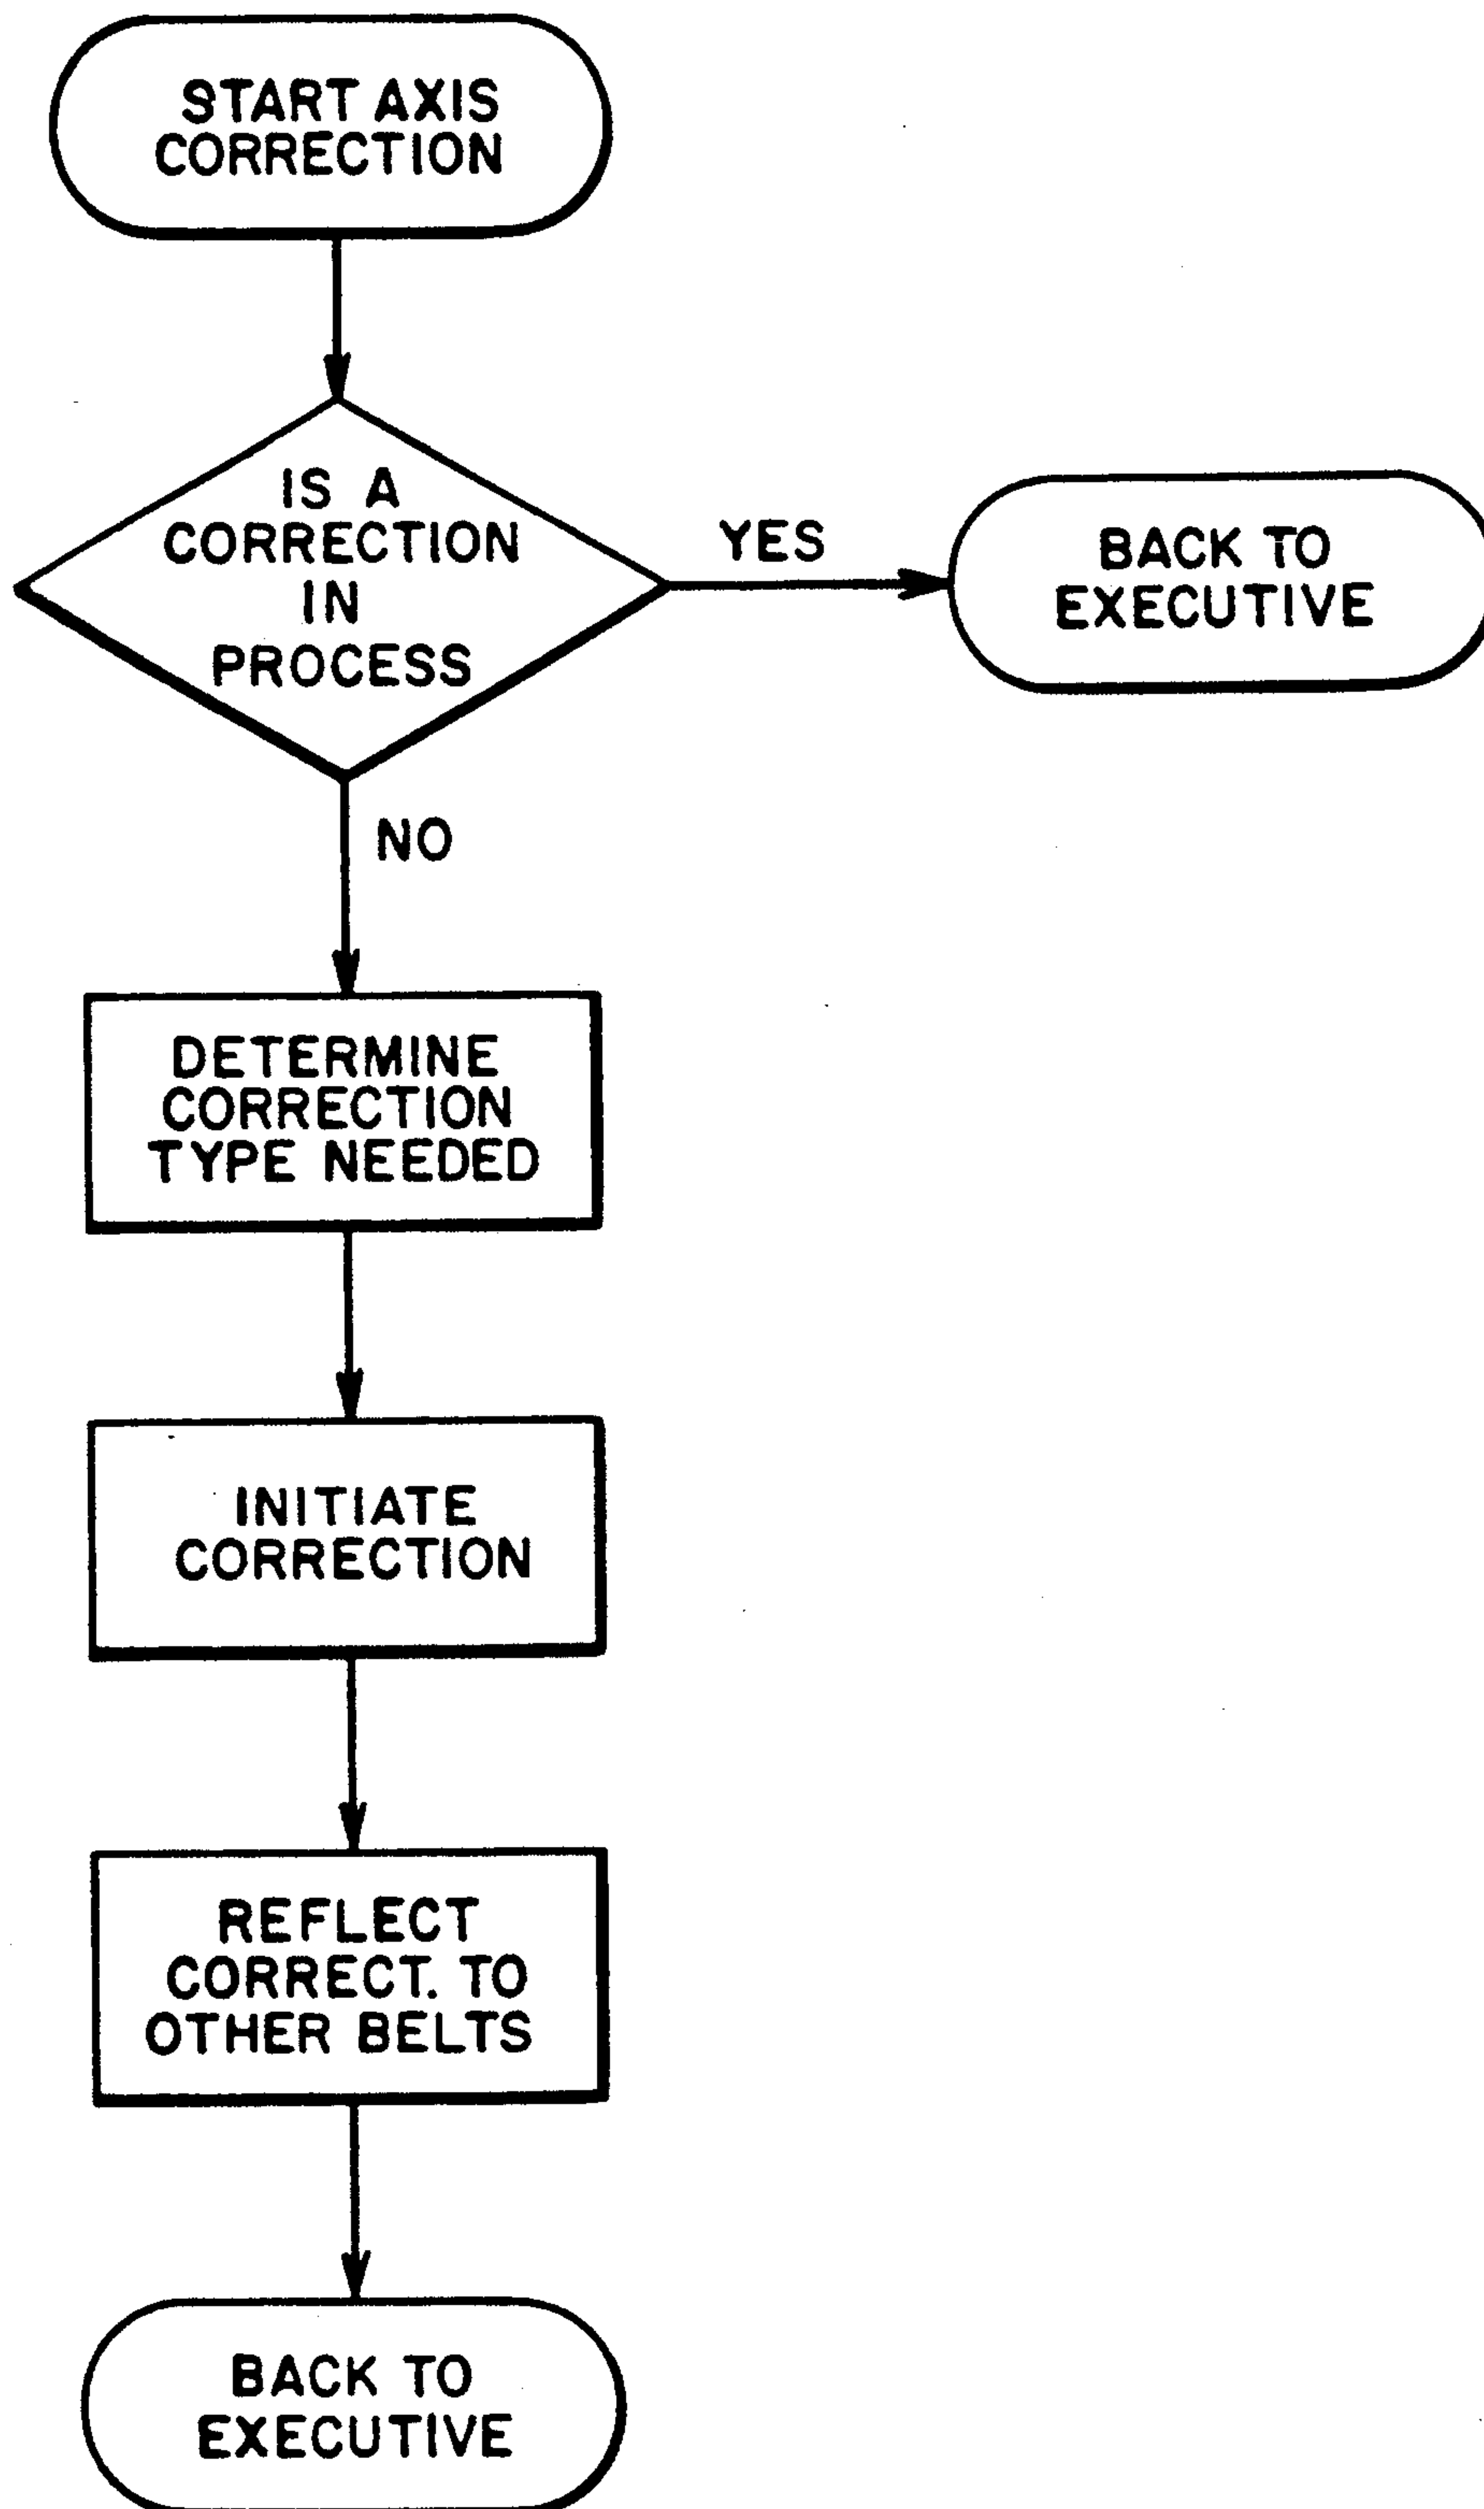 START AXIS
CORRECTION
IS A
CORRECTION
IN
PROCESS
YES
BACK TO
EXECUTIVE
NO
DETERMINE
CORRECTION
TYPE NEEDED
INITIATE
CORRECTION
REFLECT
CORRECT. TO
OTHER BELTS
BACK TO
EXECUTIVE